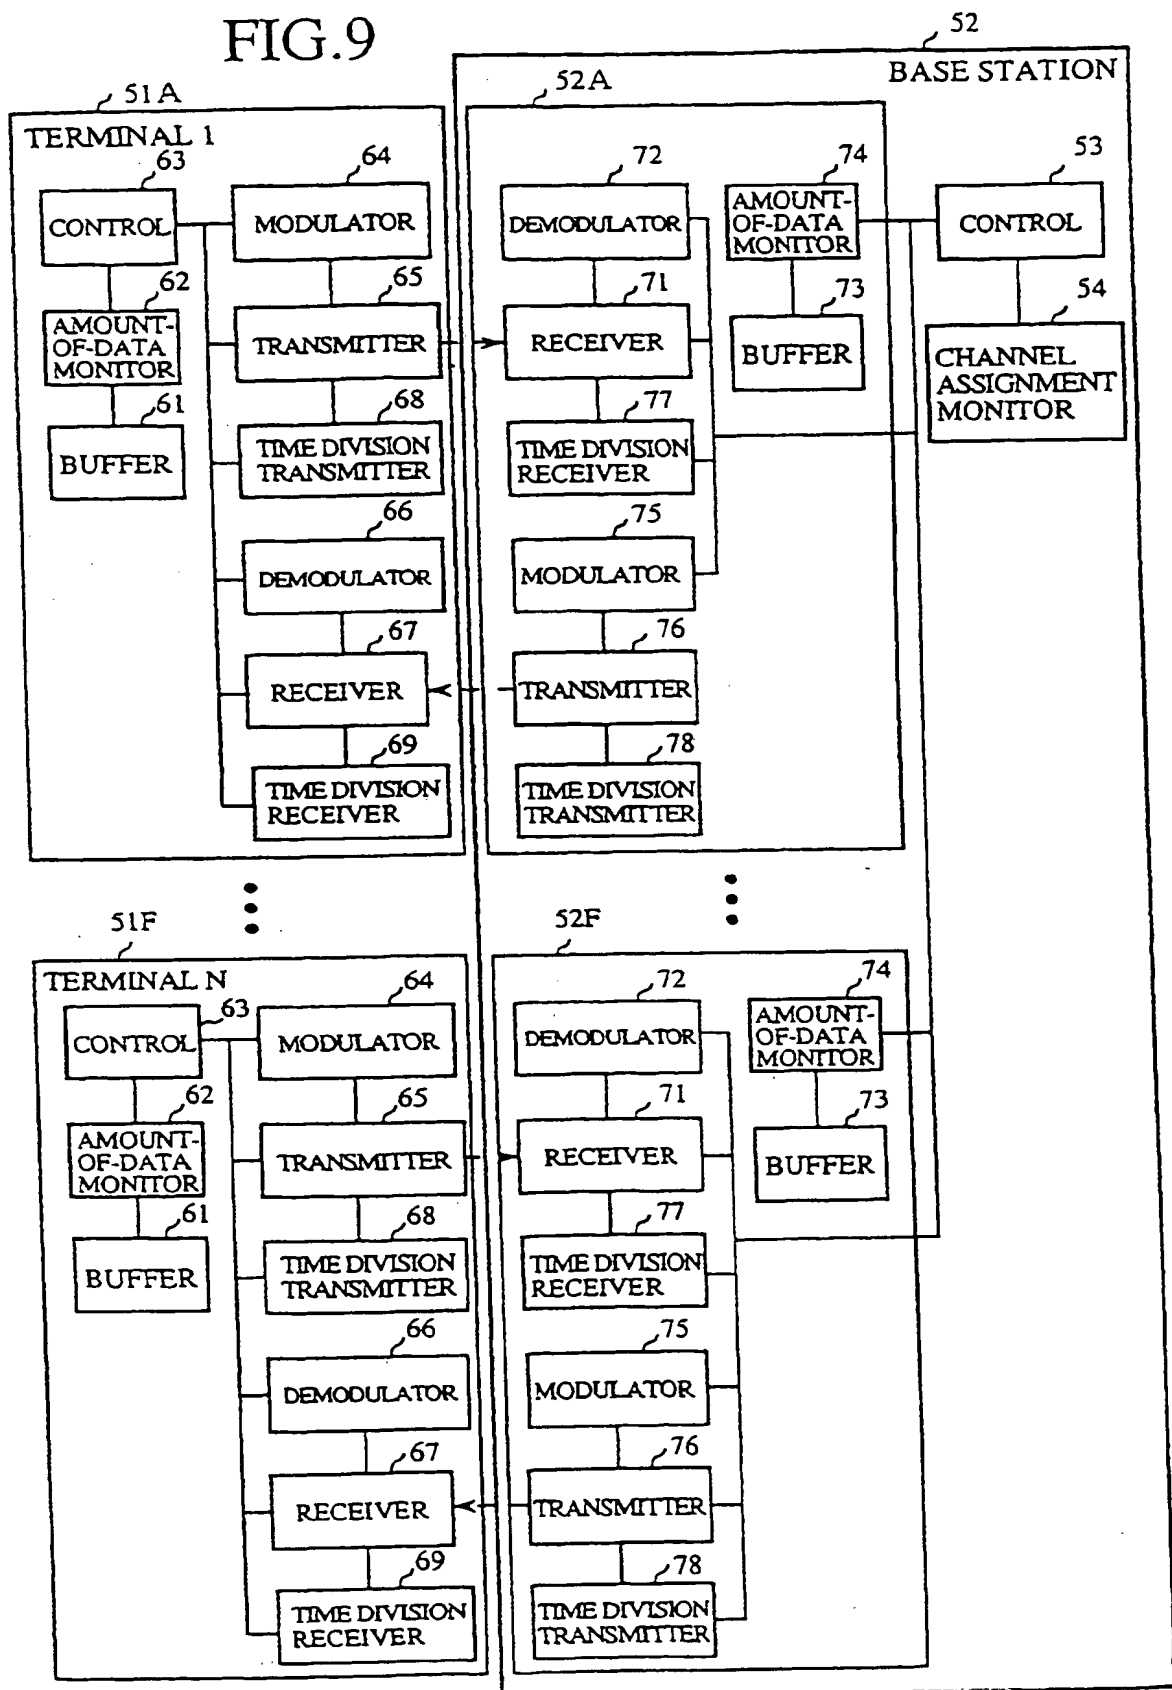 FIG.9
52
BASE STATION
51A
TERMINAL 1
63
CONTROL
62
AMOUNT-
OF-DATA
MONITOR
61
BUFFER
64
MODULATOR
65
TRANSMITTER
68
TIME DIVISION
TRANSMITTER
66
DEMODULATOR
67
RECEIVER
69
TIME DIVISION
RECEIVER
52A
72
DEMODULATOR
71
RECEIVER
77
TIME DIVISION
RECEIVER
75
MODULATOR
76
TRANSMITTER
78
TIME DIVISION
TRANSMITTER
74
AMOUNT-
OF-DATA
MONITOR
73
BUFFER
53
CONTROL
54
CHANNEL
ASSIGNMENT
MONITOR
51F
TERMINAL N
63
CONTROL
62
AMOUNT-
OF-DATA
MONITOR
61
BUFFER
64
MODULATOR
65
TRANSMITTER
68
TIME DIVISION
TRANSMITTER
66
DEMODULATOR
67
RECEIVER
69
TIME DIVISION
RECEIVER
52F
72
DEMODULATOR
71
RECEIVER
77
TIME DIVISION
RECEIVER
75
MODULATOR
76
TRANSMITTER
78
TIME DIVISION
TRANSMITTER
74
AMOUNT-
OF-DATA
MONITOR
73
BUFFER